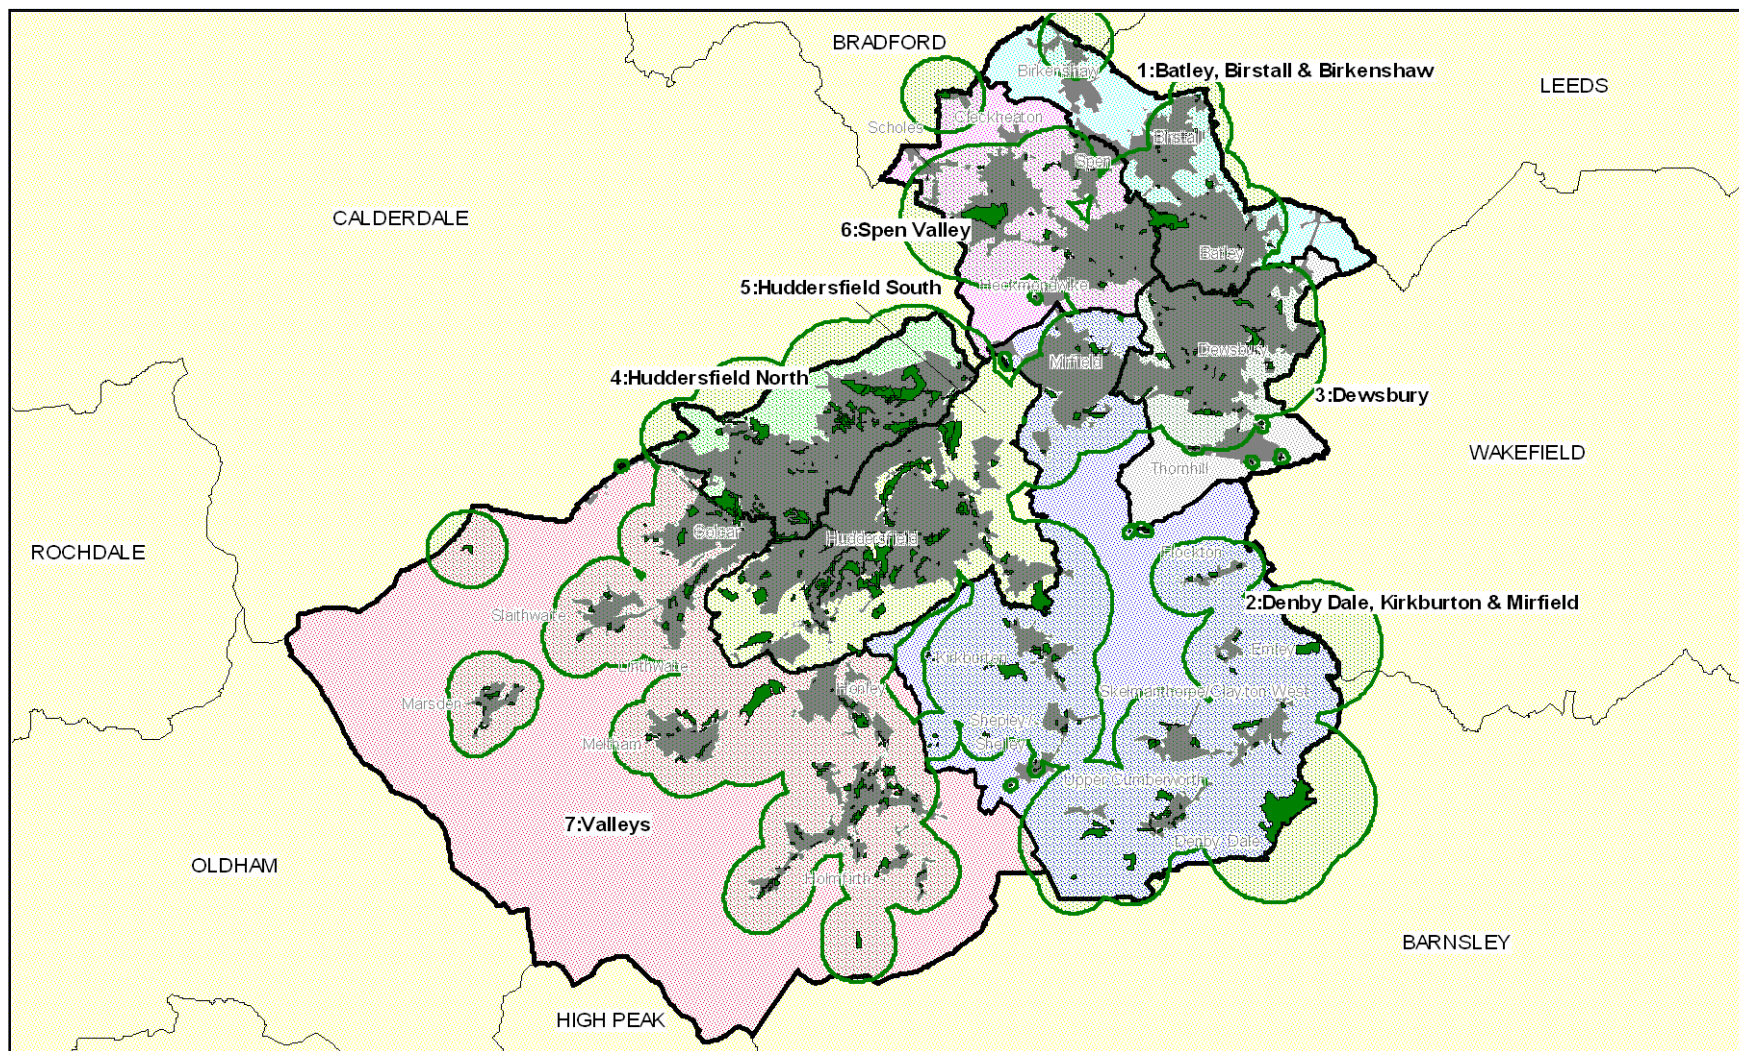 BRADFORD
Birkenshaw
1:Batley, Birstall & Birkenshaw
LEEDS
Cleckheaton
Scholes
Birstall
Spen
CALDERDALE
6:Spen Valley
Batley
5:Huddersfield South
Heckmondwike
Dewsbury
Mirfield
4:Huddersfield North
3:Dewsbury
WAKEFIELD
Thornhill
Golcar
Huddersfield
ROCHDALE
Flockton
2:Denby Dale, Kirkburton & Mirfield
Slaithwaite
Emley
Kirkburton
Linthwaite
Honley
Skelmanthorpe/Clayton West
Marsden
Shepley /
Shelley
Meltham
Upper Cumberworth
7:Valleys
Denby Dale
OLDHAM
Holmfirth
BARNSLEY
HIGH PEAK